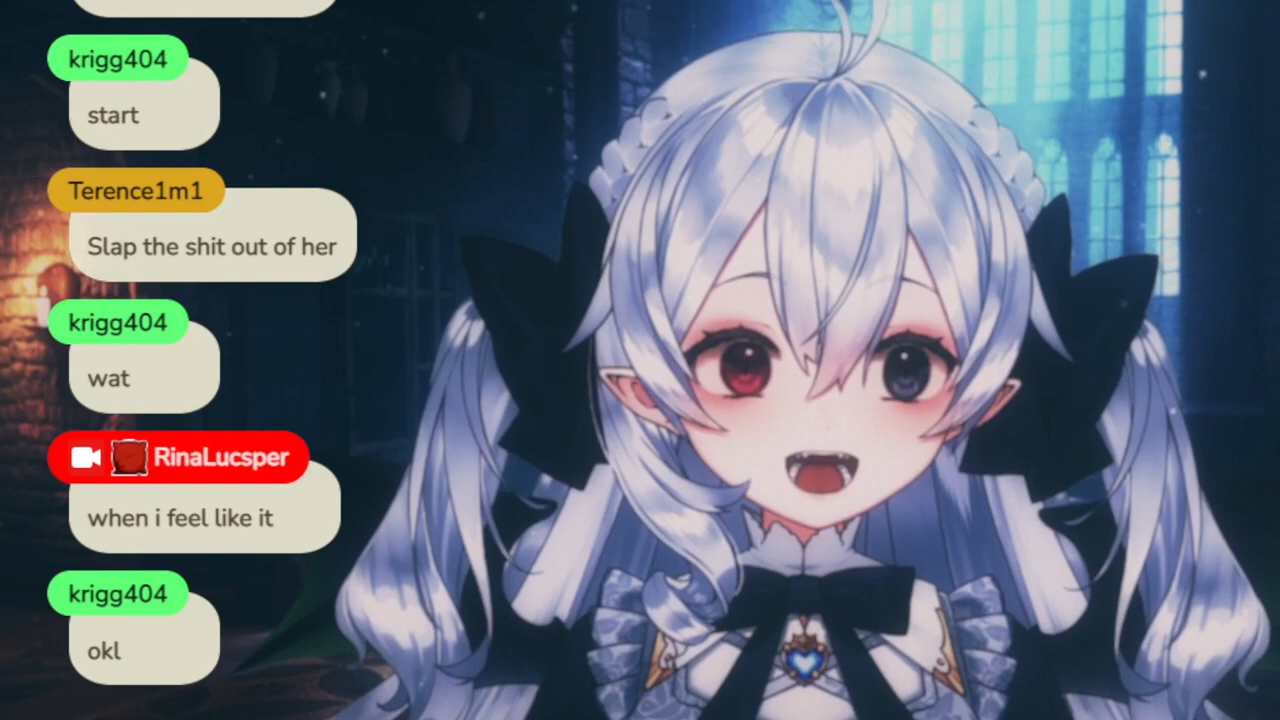 krigg404
start
Terence1m1
Slap the shit out of her
krigg404
wat
RinaLucsper
when i feel like it
krigg404
okl